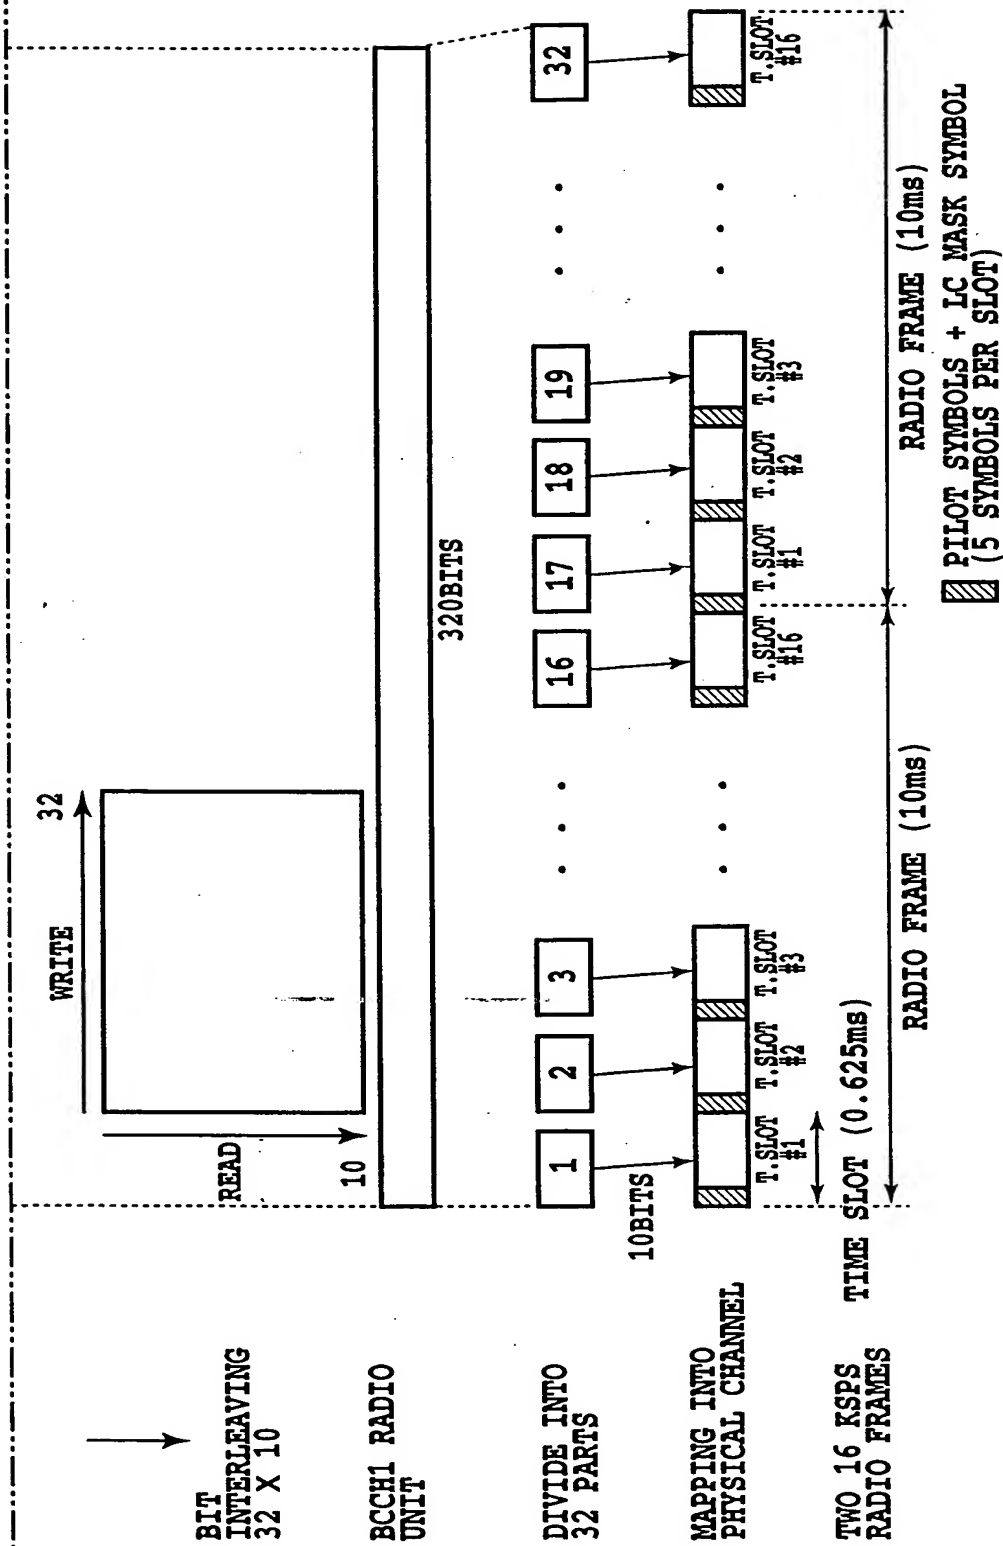 BIT
INTERLEAVING
32 X 10
WRITE
32
READ
10
BCCH1 RADIO
UNIT
320BITS
DIVIDE INTO
32 PARTS
1
2
3
16
17
18
19
32
10BITS
MAPPING INTO
PHYSICAL CHANNEL
T.SLOT
#1
T.SLOT
#2
T.SLOT
#3
T.SLOT
#16
T.SLOT
#1
T.SLOT
#2
T.SLOT
#3
T.SLOT
#16
TWO 16 KSPS
RADIO FRAMES
TIME SLOT (0.625ms)
RADIO FRAME (10ms)
RADIO FRAME (10ms)
PILOT SYMBOLS + LC MASK SYMBOL
(5 SYMBOLS PER SLOT)